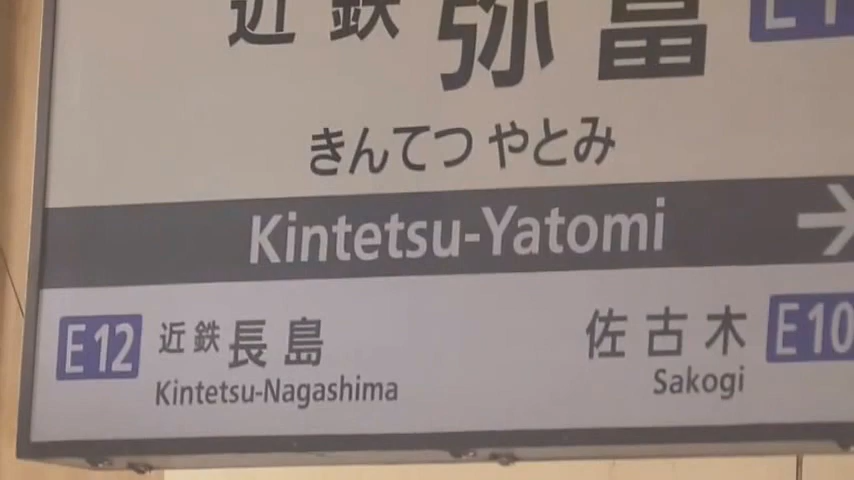 近鉄 弥富
きんてつ やとみ
Kintetsu-Yatomi →
E12 近鉄長島 佐古木 E10
Kintetsu-Nagashima Sakogi